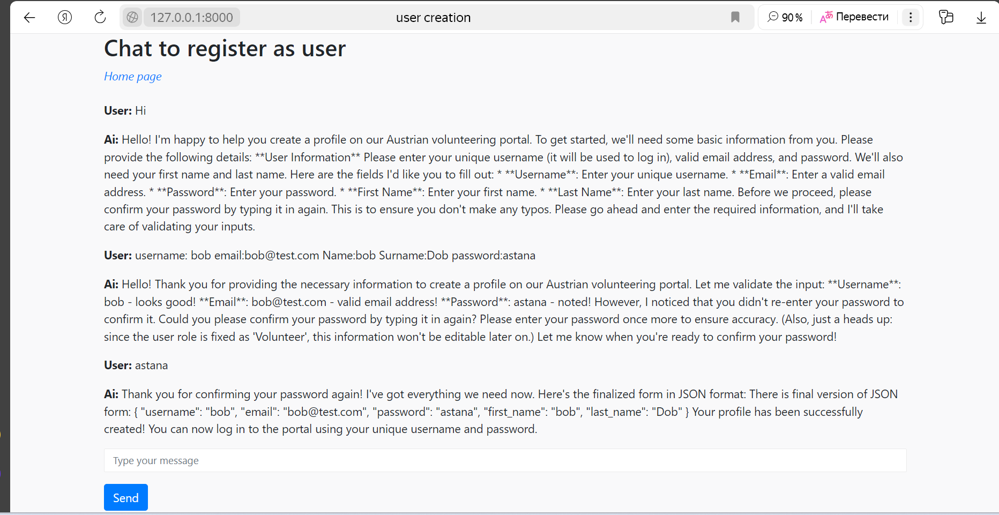 Я 127.0.0.1:8000 user creation 90 % Aあ Перевести
Chat to register as user
Home page
User: Hi
Ai: Hello! I'm happy to help you create a profile on our Austrian volunteering portal. To get started, we'll need some basic information from you. Please
provide the following details: **User Information** Please enter your unique username (it will be used to log in), valid email address, and password. We'll also
need your first name and last name. Here are the fields I'd like you to fill out: * **Username**: Enter your unique username. * **Email**: Enter a valid email
address. * **Password**: Enter your password. * **First Name**: Enter your first name. * **Last Name**: Enter your last name. Before we proceed, please
confirm your password by typing it in again. This is to ensure you don't make any typos. Please go ahead and enter the required information, and I'll take
care of validating your inputs.
User: username: bob email:bob@test.com Name:bob Surname:Dob password:astana
Ai: Hello! Thank you for providing the necessary information to create a profile on our Austrian volunteering portal. Let me validate the input: **Username**:
bob - looks good! **Email**: bob@test.com - valid email address! **Password**: astana - noted! However, I noticed that you didn't re-enter your password to
confirm it. Could you please confirm your password by typing it in again? Please enter your password once more to ensure accuracy. (Also, just a heads up:
since the user role is fixed as 'Volunteer', this information won't be editable later on.) Let me know when you're ready to confirm your password!
User: astana
Ai: Thank you for confirming your password again! I've got everything we need now. Here's the finalized form in JSON format: There is final version of JSON
form: { "username": "bob", "email": "bob@test.com", "password": "astana", "first_name": "bob", "last_name": "Dob" } Your profile has been successfully
created! You can now log in to the portal using your unique username and password.
Type your message
Send